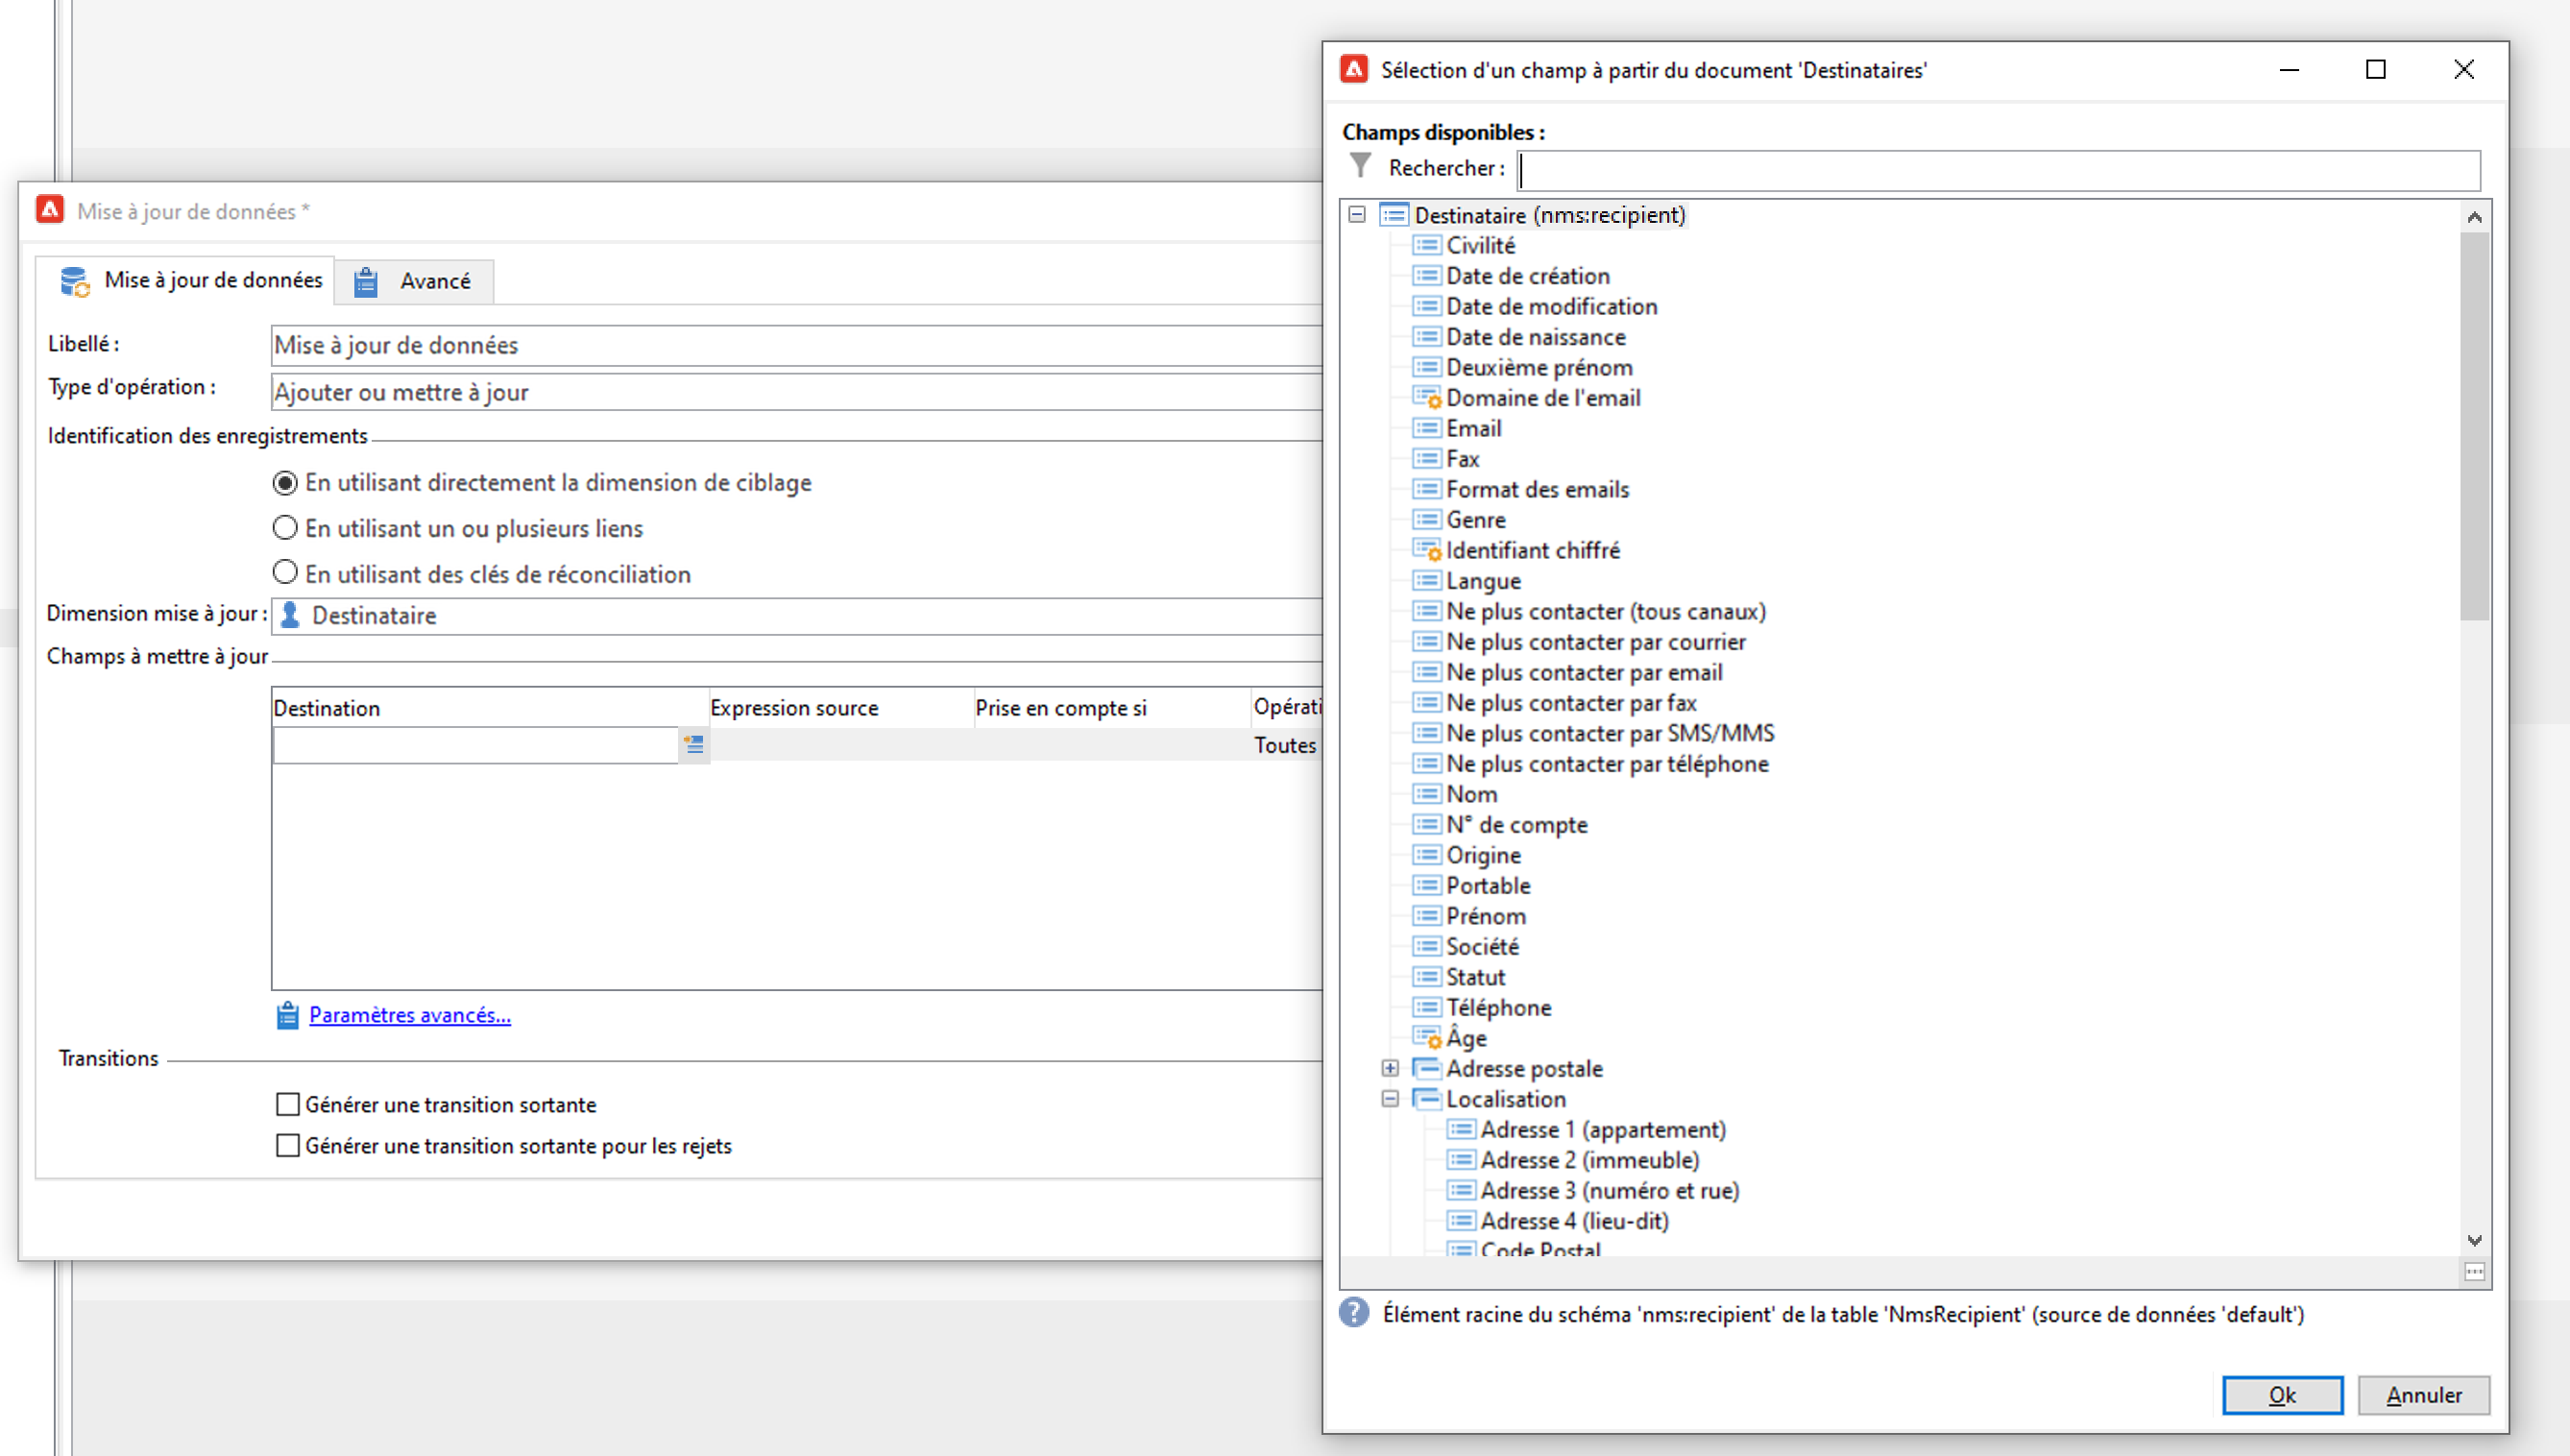 Mise à jour de données *
Mise à jour de données
Avancé
Libellé :
Mise à jour de données
Type d'opération :
Ajouter ou mettre à jour
Identification des enregistrements
En utilisant directement la dimension de ciblage
En utilisant un ou plusieurs liens
En utilisant des clés de réconciliation
Dimension mise à jour :
Destinataire
Champs à mettre à jour
Destination Expression source Prise en compte si Opérati
Toutes
Paramètres avancés...
Transitions
Générer une transition sortante
Générer une transition sortante pour les rejets
Sélection d'un champ à partir du document 'Destinataires'
Champs disponibles :
Rechercher :
Destinataire (nms:recipient)
Civilité
Date de création
Date de modification
Date de naissance
Deuxième prénom
Domaine de l'email
Email
Fax
Format des emails
Genre
Identifiant chiffré
Langue
Ne plus contacter (tous canaux)
Ne plus contacter par courrier
Ne plus contacter par email
Ne plus contacter par fax
Ne plus contacter par SMS/MMS
Ne plus contacter par téléphone
Nom
N° de compte
Origine
Portable
Prénom
Société
Statut
Téléphone
Âge
Adresse postale
Localisation
Adresse 1 (appartement)
Adresse 2 (immeuble)
Adresse 3 (numéro et rue)
Adresse 4 (lieu-dit)
Code Postal
Élément racine du schéma 'nms:recipient' de la table 'NmsRecipient' (source de données 'default')
Ok
Annuler